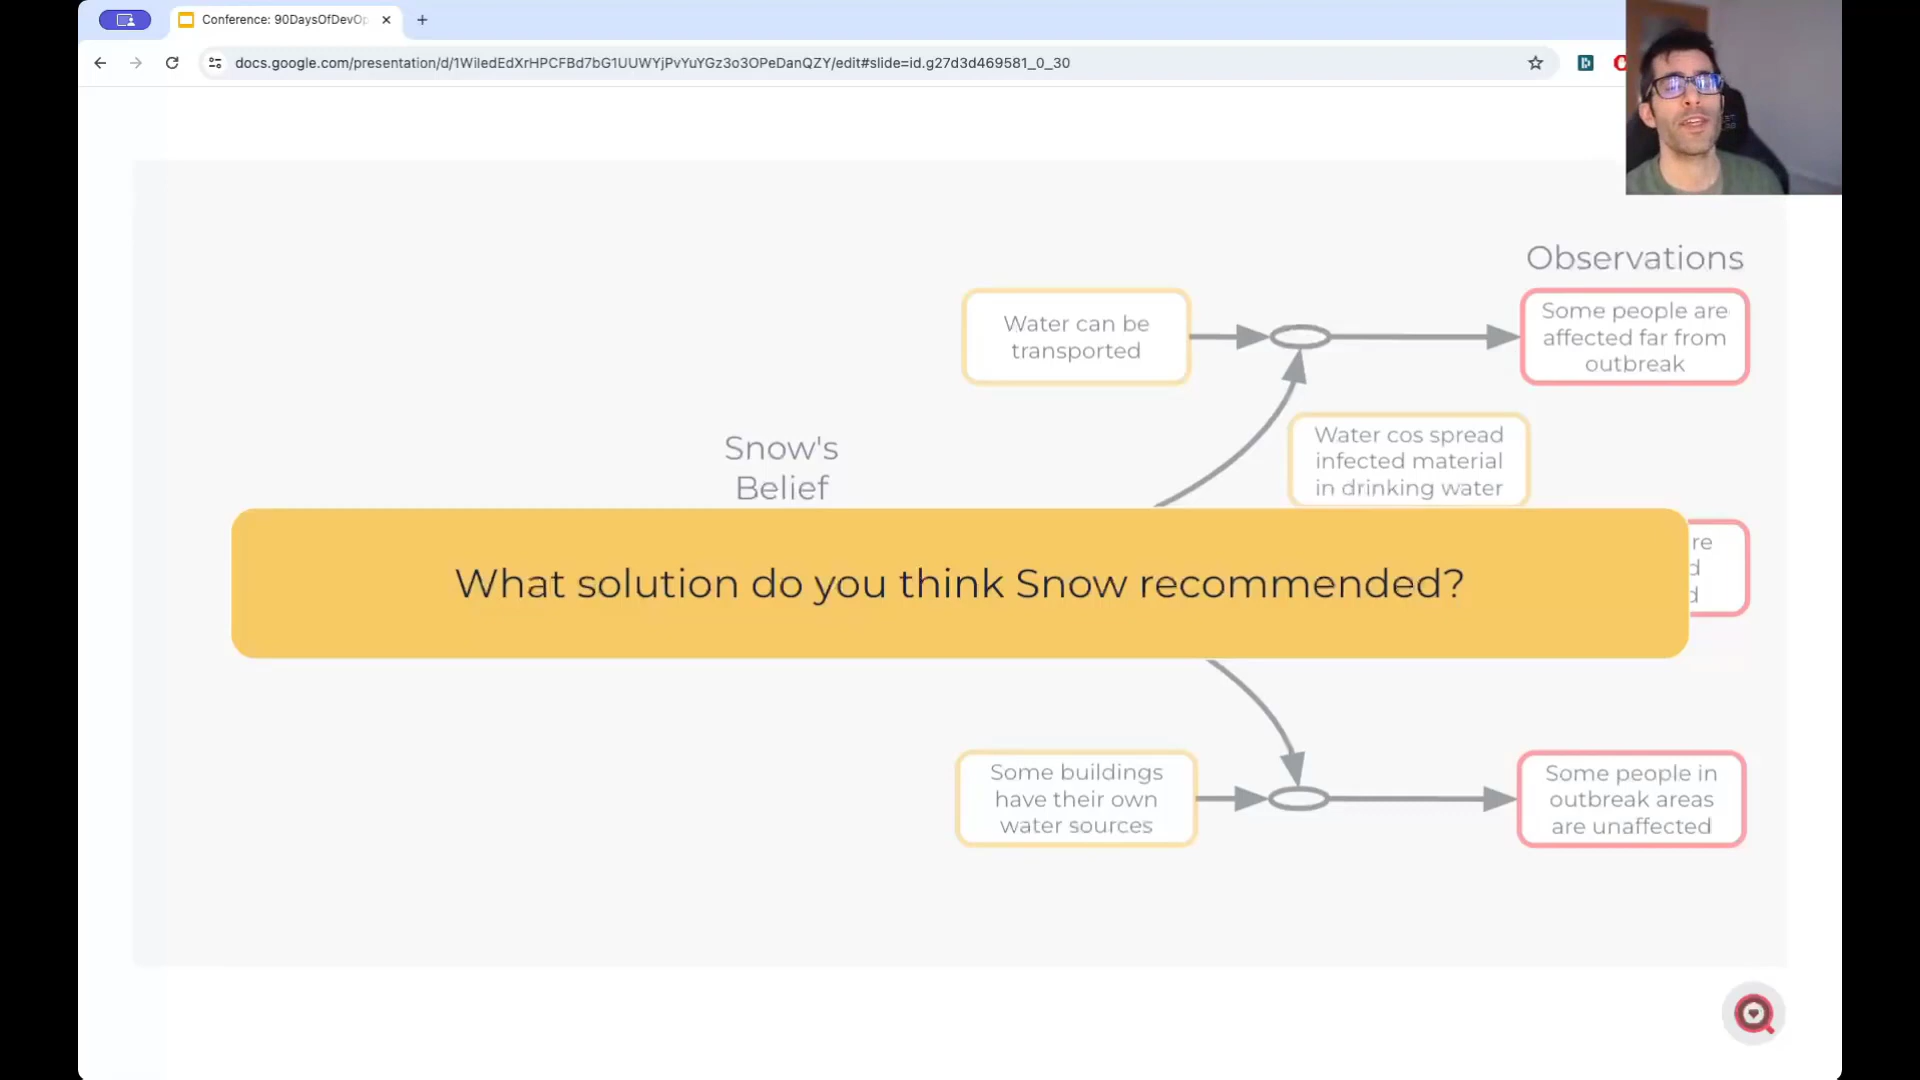 Conference: 90DaysOfDevOp
docs.google.com/presentation/d/1WiledEdXrHPCFBd7bG1UUWYjPvYuYGz3o3OPeDanQZY/edit#slide=id.g27d3d469581_0_30
Observations
Water can be
transported
Some people are
affected far from
outbreak
Water cos spread
infected material
in drinking water
Snow's
Belief
What solution do you think Snow recommended?
re
d
d
Some buildings
have their own
water sources
Some people in
outbreak areas
are unaffected